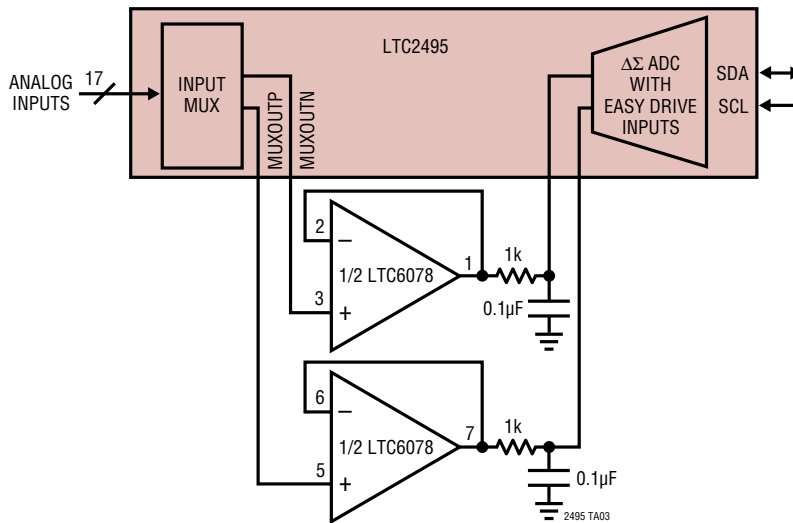 LTC2495
ANALOG
INPUTS
17
INPUT
MUX
MUXOUTP
MUXOUTN
ΔΣ ADC
WITH
EASY DRIVE
INPUTS
SDA
SCL
2
−
1/2 LTC6078
3
+
1
1k
0.1µF
6
−
1/2 LTC6078
5
+
7
1k
0.1µF
2495 TA03